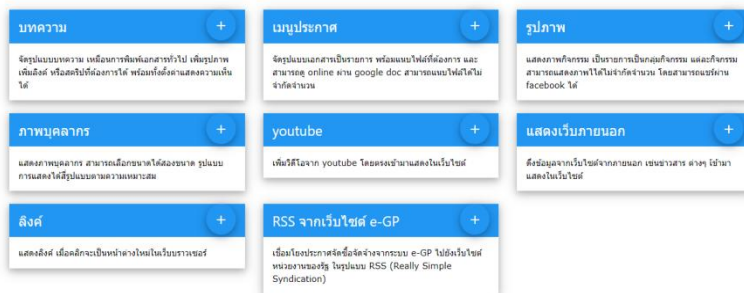 บทความ
+
จัดรูปแบบบทความ เหมือนการพิมพ์เอกสารทั่วไป เพิ่มรูปภาพ
เพิ่มลิงค์ หรือสคริปที่ต้องการได้ พร้อมทั้งตั้งค่าแสดงความเห็น
ได้
เมนูประกาศ
+
จัดรูปแบบเอกสารเป็นรายการ พร้อมแนบไฟล์ที่ต้องการ และ
สามารถดู online ผ่าน google doc สามารถแนบไฟล์ได้ไม่
จำกัดจำนวน
รูปภาพ
+
แสดงภาพกิจกรรม เป็นรายการเป็นกลุ่มกิจกรรม แต่ละกิจกรรม
สามารถแสดงภาพได้ไม่จำกัดจำนวน โดยสามารถแชร์ผ่าน
facebook ได้
ภาพบุคลากร
+
แสดงภาพบุคลากร สามารถเลือกขนาดได้สองขนาด รูปแบบ
การแสดงได้สี่รูปแบบตามความเหมาะสม
youtube
+
เพิ่มวิดีโอจาก youtube โดยตรงเข้ามาแสดงในเว็บไซต์
แสดงเว็บภายนอก
+
ดึงข้อมูลจากเว็บไซต์จากภายนอก เช่นข่าวสาร ต่างๆ เข้ามา
แสดงในเว็บไซต์
ลิงค์
+
แสดงลิงค์ เมื่อคลิกจะเป็นหน้าต่างใหม่ในเว็บบราวเซอร์
RSS จากเว็บไซต์ e-GP
+
เชื่อมโยงประกาศจัดซื้อจัดจ้างจากระบบ e-GP ไปยังเว็บไซต์
หน่วยงานของรัฐ ในรูปแบบ RSS (Really Simple
Syndication)